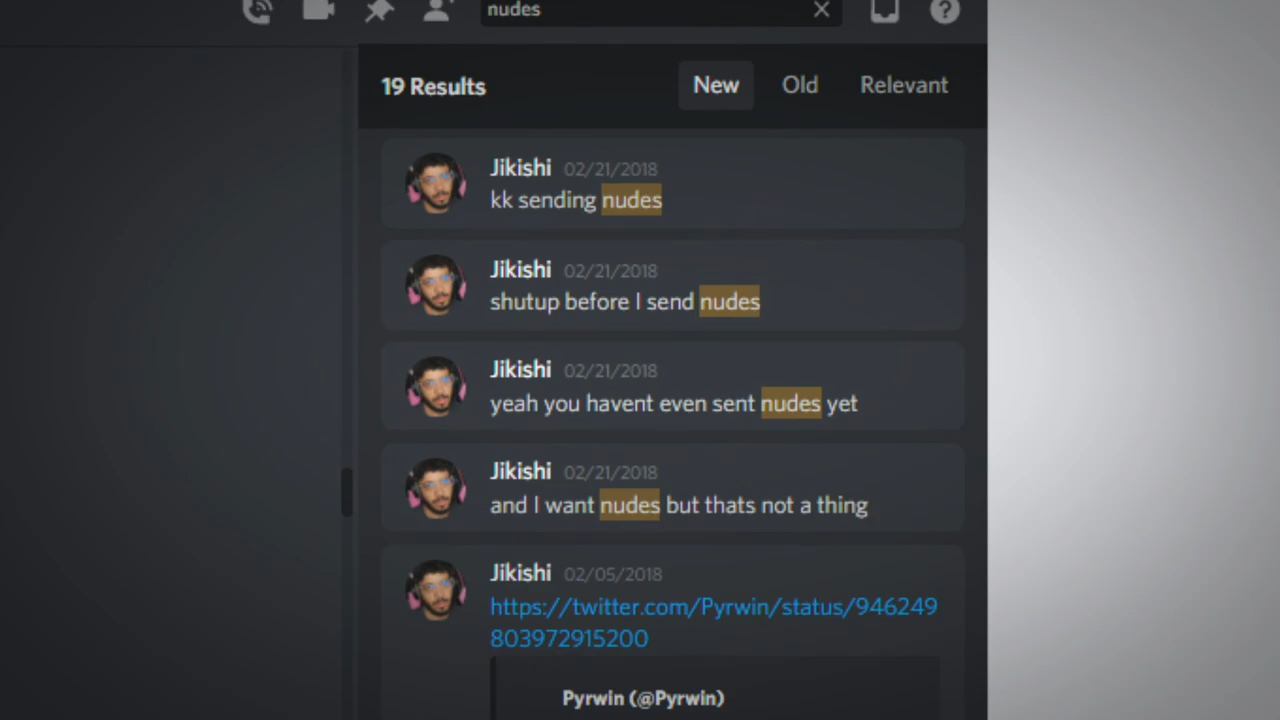 nudes
19 Results
New
Old
Relevant
Jikishi 02/21/2018
kk sending nudes
Jikishi 02/21/2018
shutup before I send nudes
Jikishi 02/21/2018
yeah you havent even sent nudes yet
Jikishi 02/21/2018
and I want nudes but thats not a thing
Jikishi 02/05/2018
https://twitter.com/Pyrwin/status/946249
803972915200
Pyrwin (@Pyrwin)